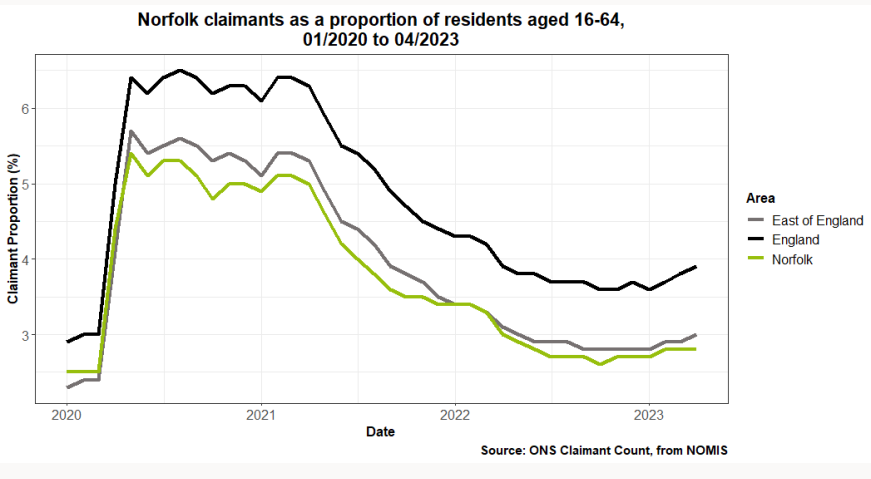 Norfolk claimants as a proportion of residents aged 16-64,
01/2020 to 04/2023
Claimant Proportion (%)
6
5
4
3
2020 2021 2022 2023
Date
Area
East of England
England
Norfolk
Source: ONS Claimant Count, from NOMIS